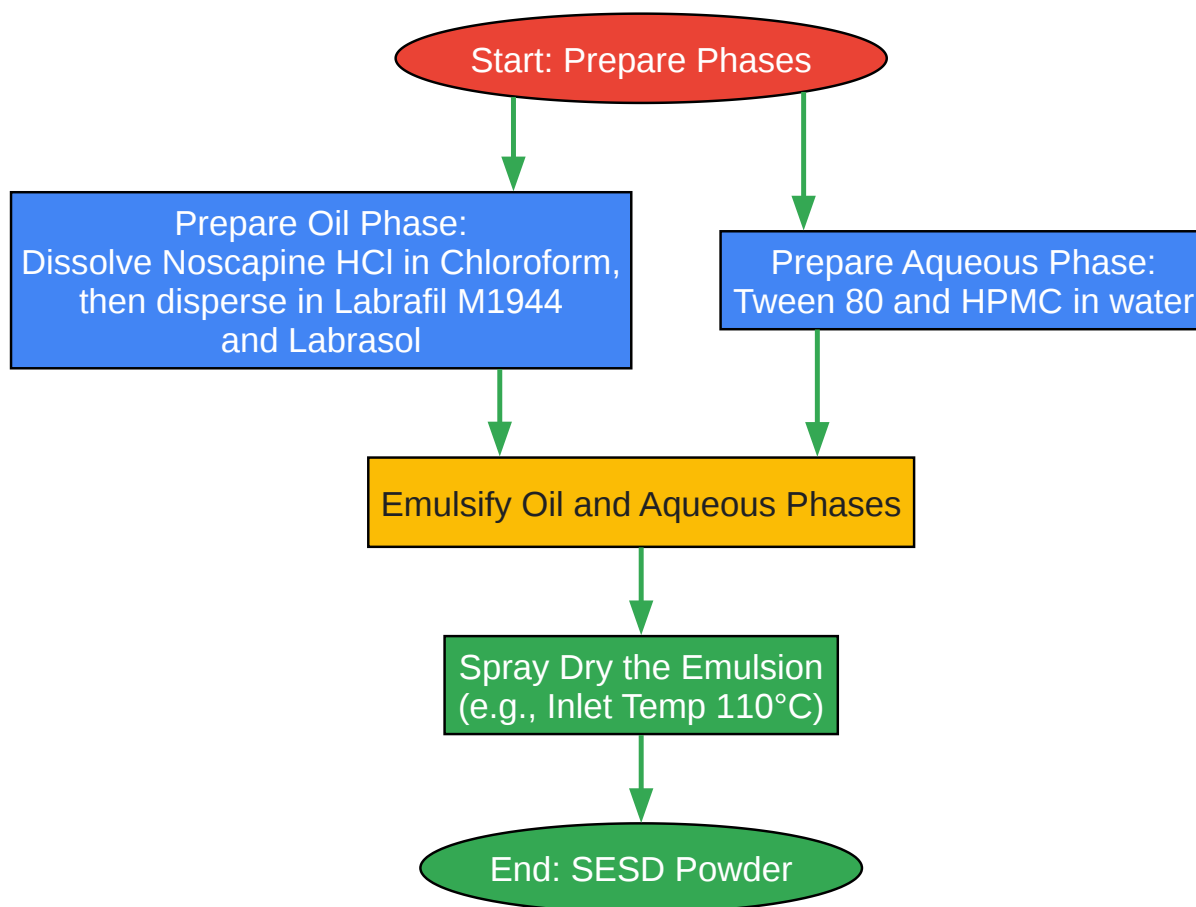 Start: Prepare Phases
Prepare Oil Phase:
Dissolve Noscapine HCl in Chloroform,
then disperse in Labrafil M1944
and Labrasol
Prepare Aqueous Phase:
Tween 80 and HPMC in water
Emulsify Oil and Aqueous Phases
Spray Dry the Emulsion
(e.g., Inlet Temp 110°C)
End: SESD Powder